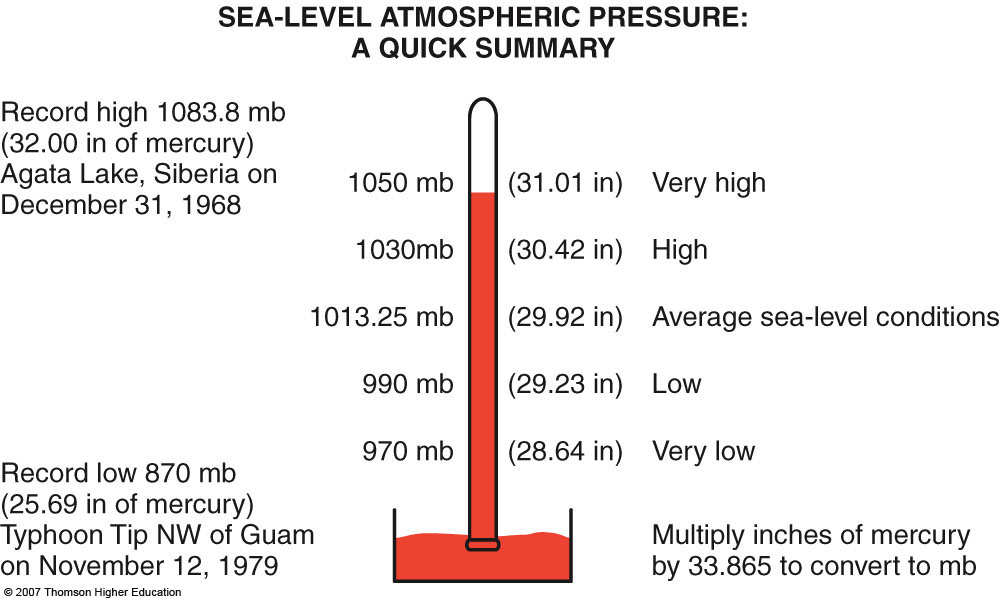 SEA-LEVEL ATMOSPHERIC PRESSURE:
A QUICK SUMMARY
Record high 1083.8 mb
(32.00 in of mercury)
Agata Lake, Siberia on
December 31, 1968
1050 mb (31.01 in) Very high
1030mb (30.42 in) High
1013.25 mb (29.92 in) Average sea-level conditions
990 mb (29.23 in) Low
970 mb (28.64 in) Very low
Record low 870 mb
(25.69 in of mercury)
Typhoon Tip NW of Guam
on November 12, 1979
Multiply inches of mercury
by 33.865 to convert to mb
© 2007 Thomson Higher Education